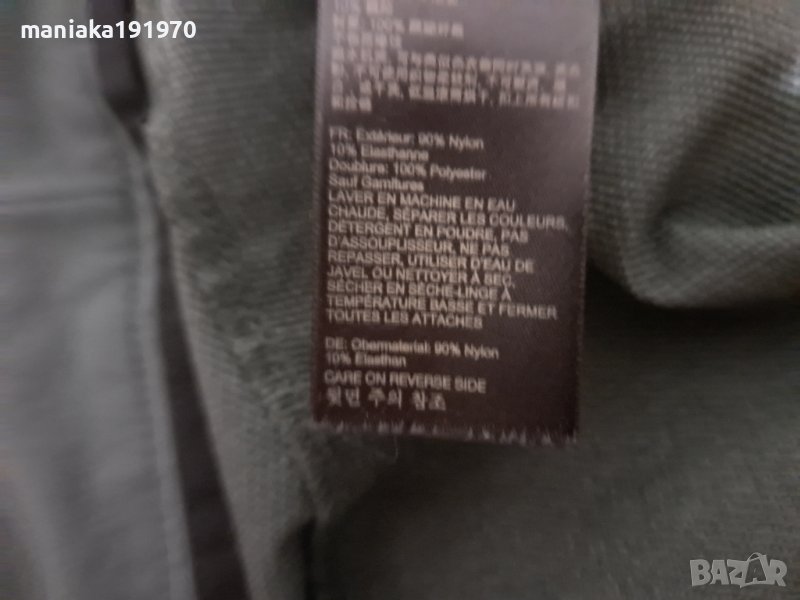 maniaka191970
FR: Extérieur: 90% Nylon
10% Elasthanne
Doublure: 100% Polyester
Sauf Garnitures
LAVER EN MACHINE EN EAU
CHAUDE, SÉPARER LES COULEURS,
DÉTERGENT EN POUDRE, PAS
D'ASSOUPLISSEUR, NE PAS
REPASSER, UTILISER D'EAU DE
JAVEL OU NETTOYER À SEC,
SÉCHER EN SÈCHE-LINGE À
TEMPÉRATURE BASSE ET FERMER
TOUTES LES ATTACHES
DE: Obermaterial: 90% Nylon
10% Elasthan
CARE ON REVERSE SIDE
뒷면 주의 참조
BAZAR